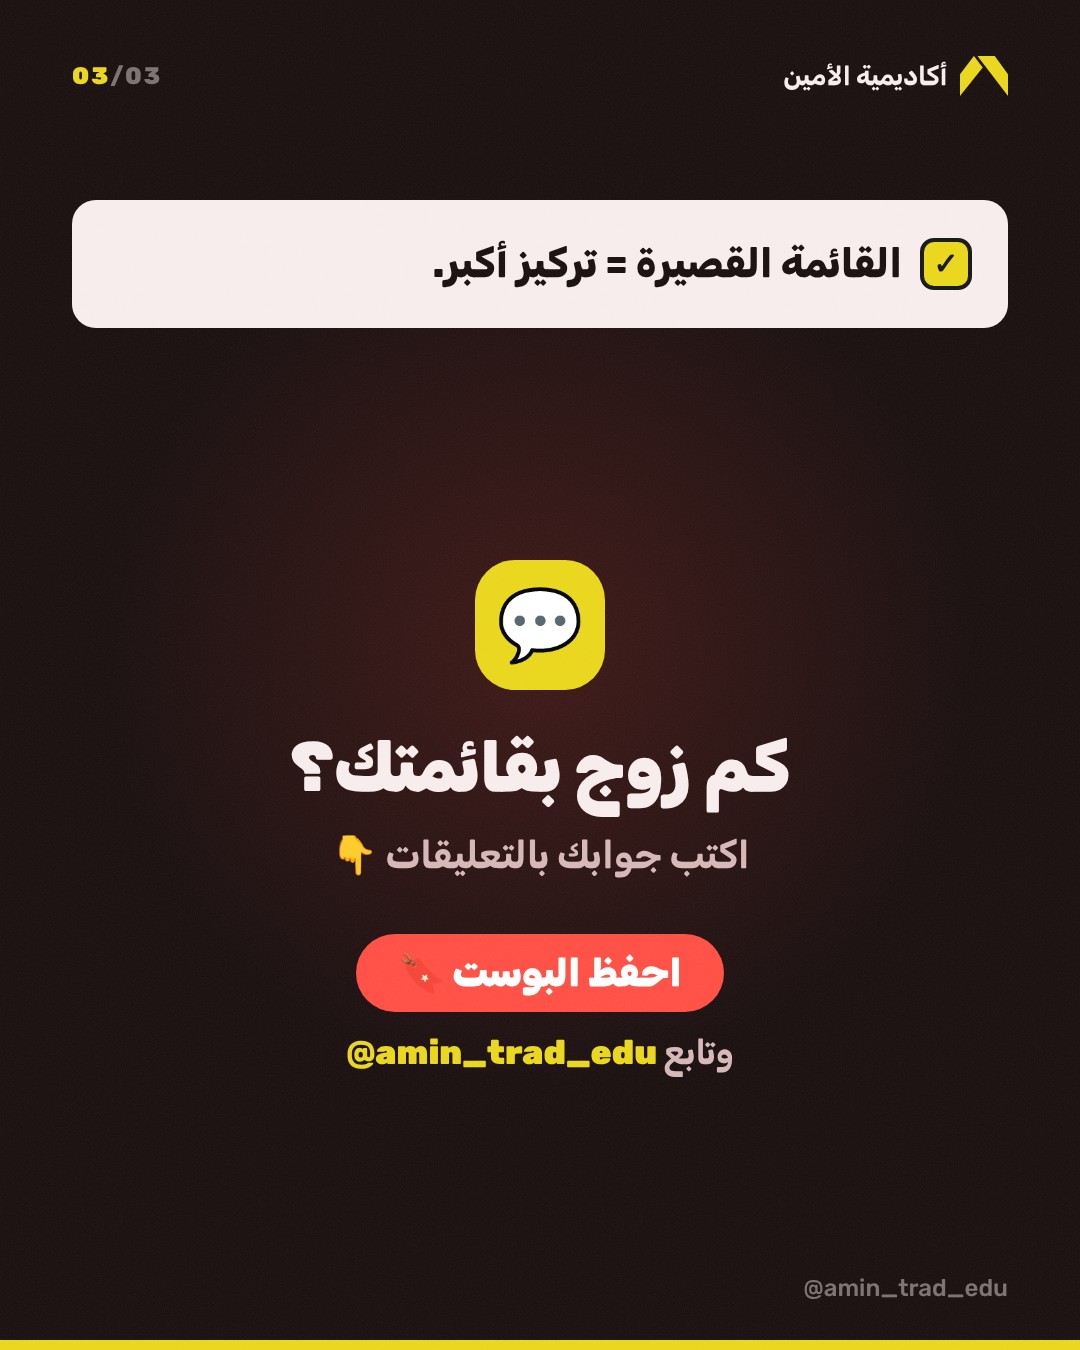 أكاديمية الأمين
03/03
✓ القائمة القصيرة = تركيز أكبر.
كم زوج بقائمتك؟
اكتب جوابك بالتعليقات 👇
احفظ البوست 🔖
وتابع @amin_trad_edu
@amin_trad_edu